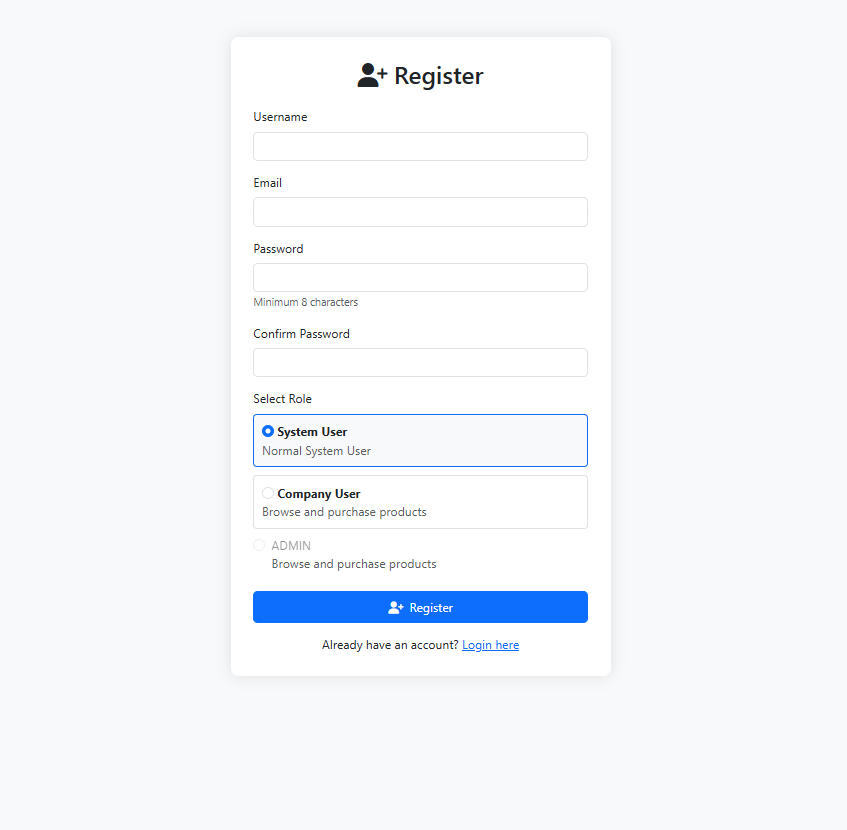 Register
Username
Email
Password
Minimum 8 characters
Confirm Password
Select Role
System User
Normal System User
Company User
Browse and purchase products
ADMIN
Browse and purchase products
Register
Already have an account? Login here